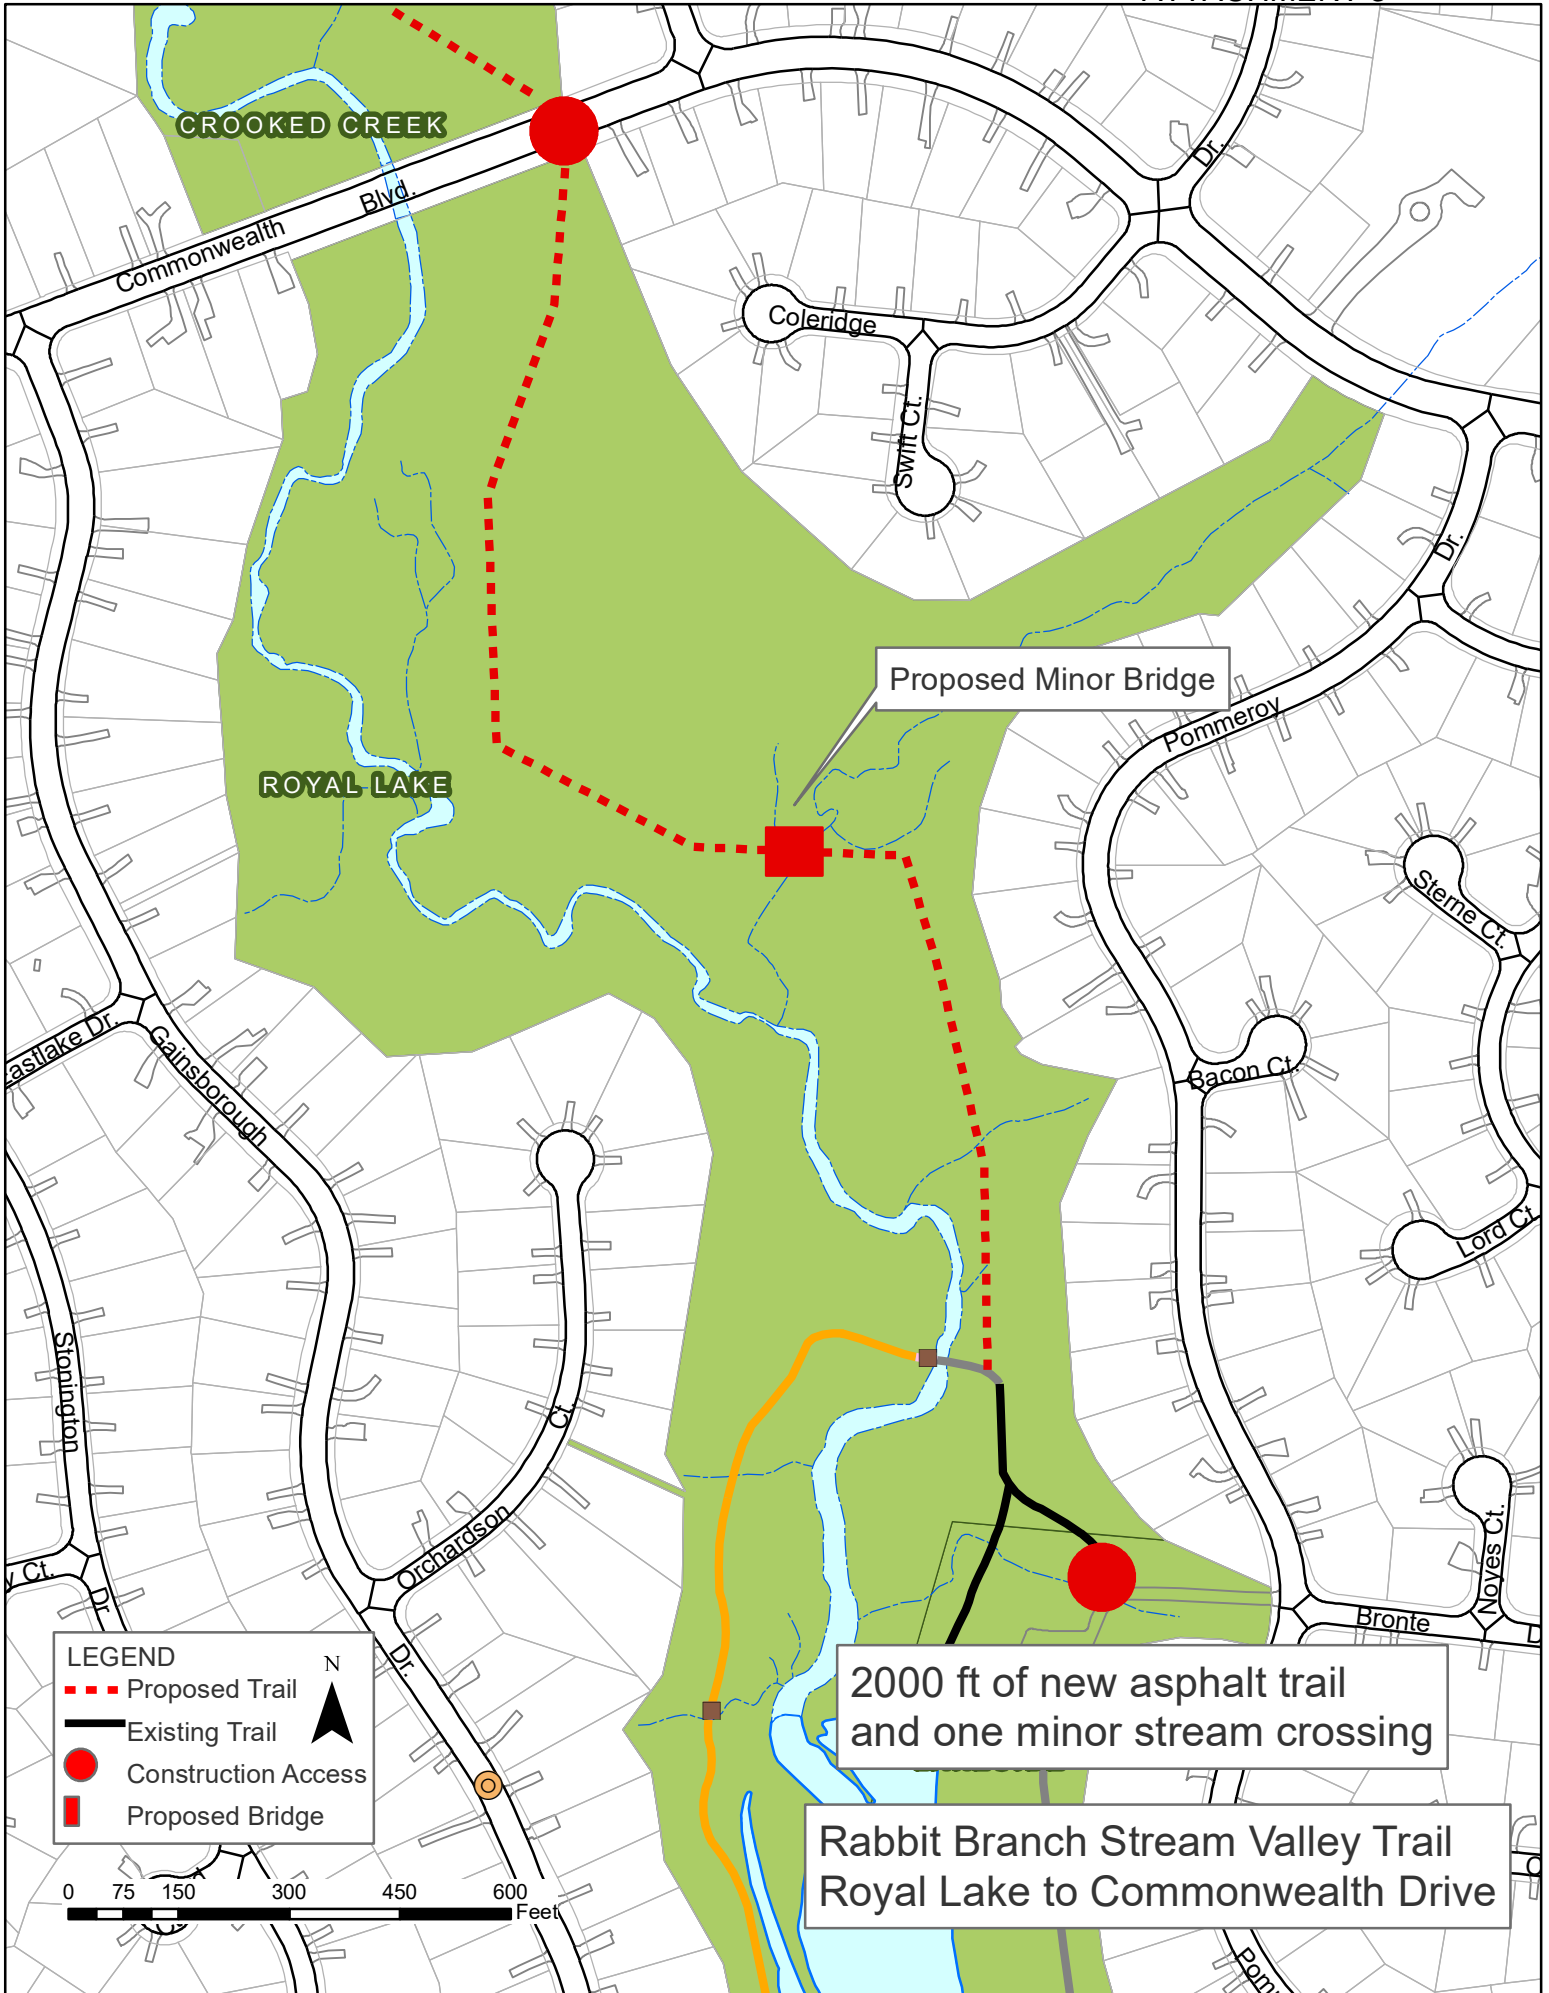 CROOKED CREEK
Dr.
Blvd.
Commonwealth
Coleridge
Swift Ct.
Dr.
Proposed Minor Bridge
Pommeroy
ROYAL LAKE
Sterne Ct.
Eastlake Dr.
Gainsborough
Bacon Ct.
Lord Ct
Stonington
Ct.
Orchardson
Noyes Ct.
y Ct.
Dr
Bronte
D
Dr.
LEGEND
N
Proposed Trail
Existing Trail
Construction Access
Proposed Bridge
2000 ft of new asphalt trail
and one minor stream crossing
Rabbit Branch Stream Valley Trail
Royal Lake to Commonwealth Drive
0 75 150 300 450 600
Feet
Pom